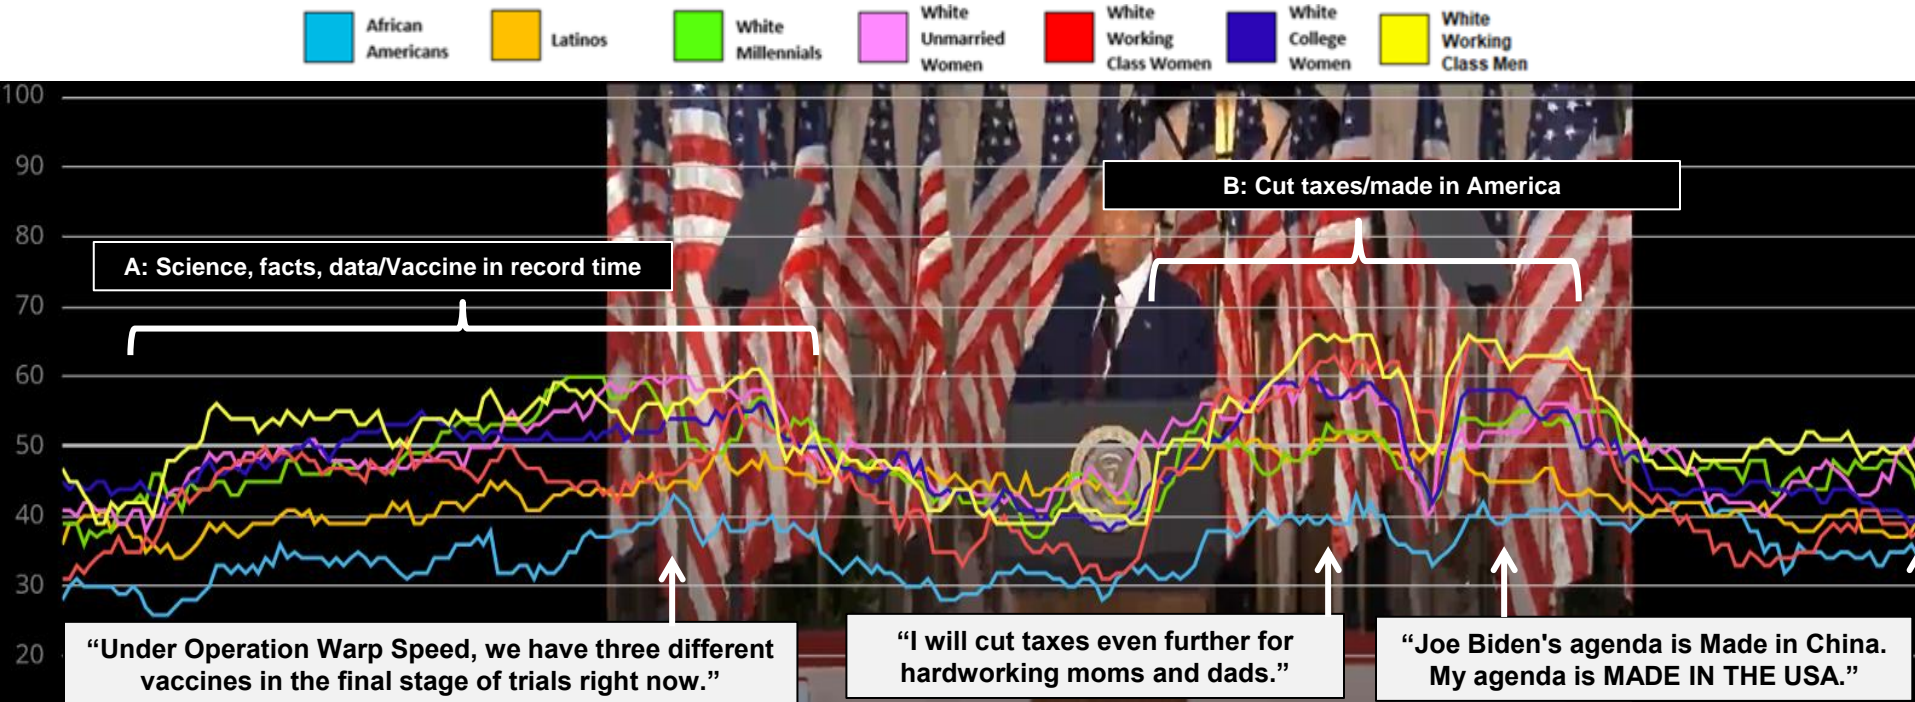 African
Americans
Latinos
White
Millennials
White
Unmarried
Women
White
Working
Class Women
White
College
Women
White
Working
Class Men
100
90
80
70
60
50
40
30
20
A: Science, facts, data/Vaccine in record time
B: Cut taxes/made in America
“Under Operation Warp Speed, we have three different
vaccines in the final stage of trials right now.”
“I will cut taxes even further for
hardworking moms and dads.”
“Joe Biden's agenda is Made in China.
My agenda is MADE IN THE USA.”